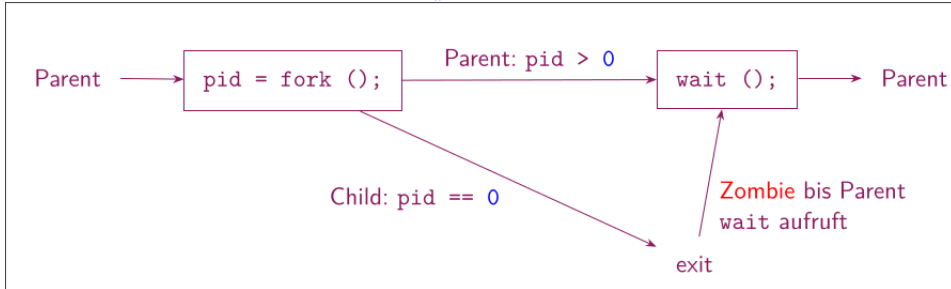 Parent
pid = fork ();
Parent: pid > 0
wait ();
Parent
Child: pid == 0
Zombie bis Parent
wait aufruft
exit